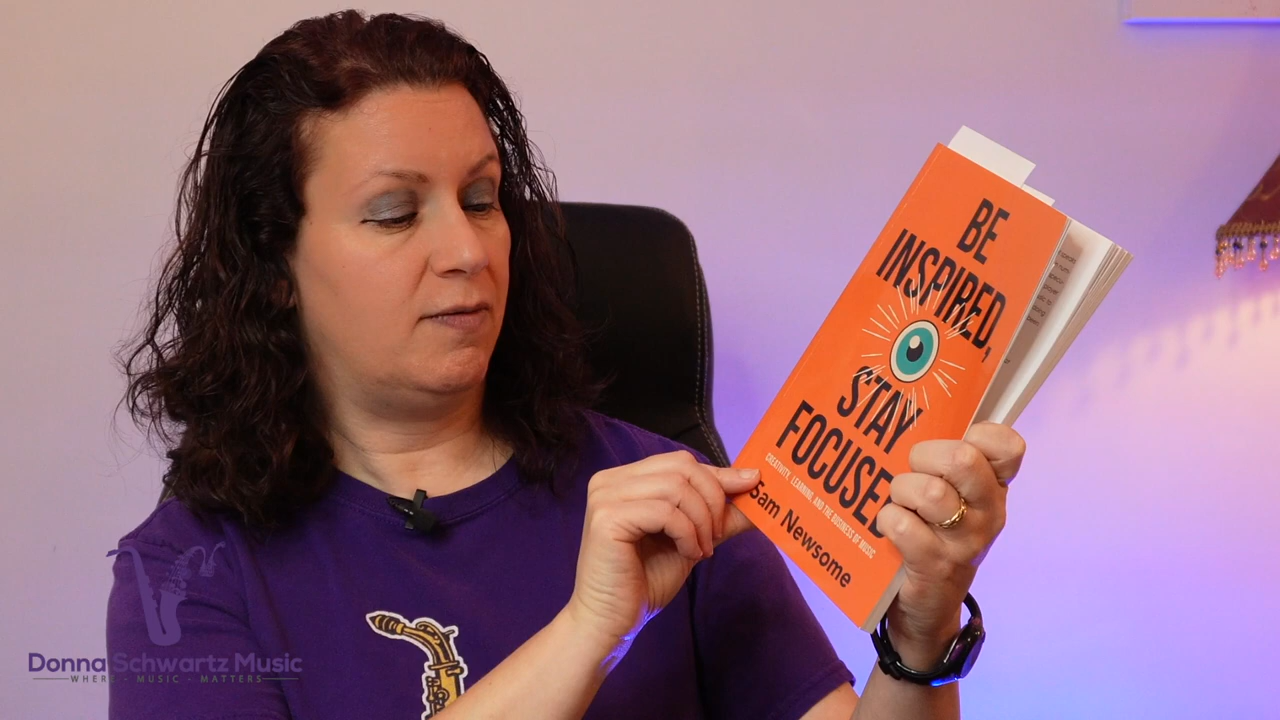 BE
INSPIRED,
STAY
FOCUSED
CREATIVITY, LEARNING, AND THE BUSINESS OF MUSIC
Sam Newsome
Donna Schwartz Music
WHERE - MUSIC - MATTERS